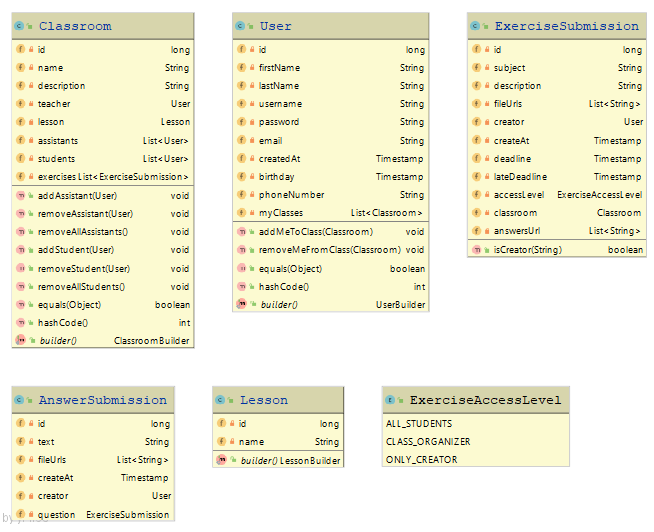 Classroom
id long
name String
description String
teacher User
lesson Lesson
assistants List<User>
students List<User>
exercises List<ExerciseSubmission>
addAssistant(User) void
removeAssistant(User) void
removeAllAssistants() void
addStudent(User) void
removeStudent(User) void
removeAllStudents() void
equals(Object) boolean
hashCode() int
builder() ClassroomBuilder
User
id long
firstName String
lastName String
username String
password String
email String
createdAt Timestamp
birthday Timestamp
phoneNumber String
myClasses List<Classroom>
addMeToClass(Classroom) void
removeMeFromClass(Classroom) void
equals(Object) boolean
hashCode() int
builder() UserBuilder
ExerciseSubmission
id long
subject String
description String
fileUrls List<String>
creator User
createAt Timestamp
deadline Timestamp
lateDeadline Timestamp
accessLevel ExerciseAccessLevel
classroom Classroom
answersUrl List<String>
isCreator(String) boolean
AnswerSubmission
id long
text String
fileUrls List<String>
createAt Timestamp
creator User
question ExerciseSubmission
Lesson
id long
name String
builder() LessonBuilder
ExerciseAccessLevel
ALL_STUDENTS
CLASS_ORGANIZER
ONLY_CREATOR